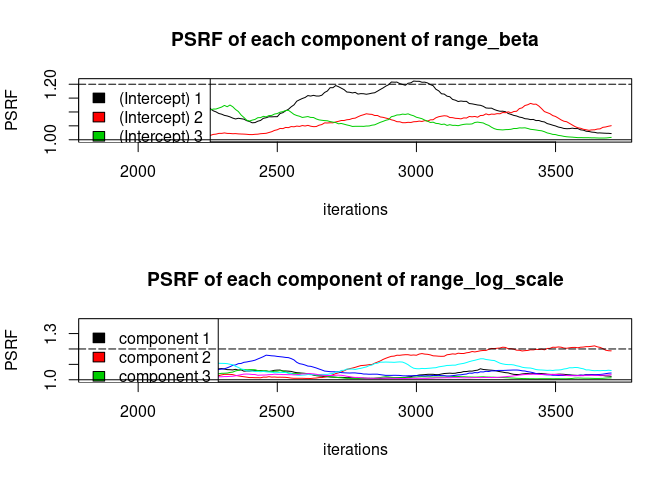 PSRF of each component of range_beta
PSRF
1.20
1.00
(Intercept) 1
(Intercept) 2
(Intercept) 3
2000 2500 3000 3500
iterations
PSRF of each component of range_log_scale
PSRF
1.3
1.0
component 1
component 2
component 3
2000 2500 3000 3500
iterations